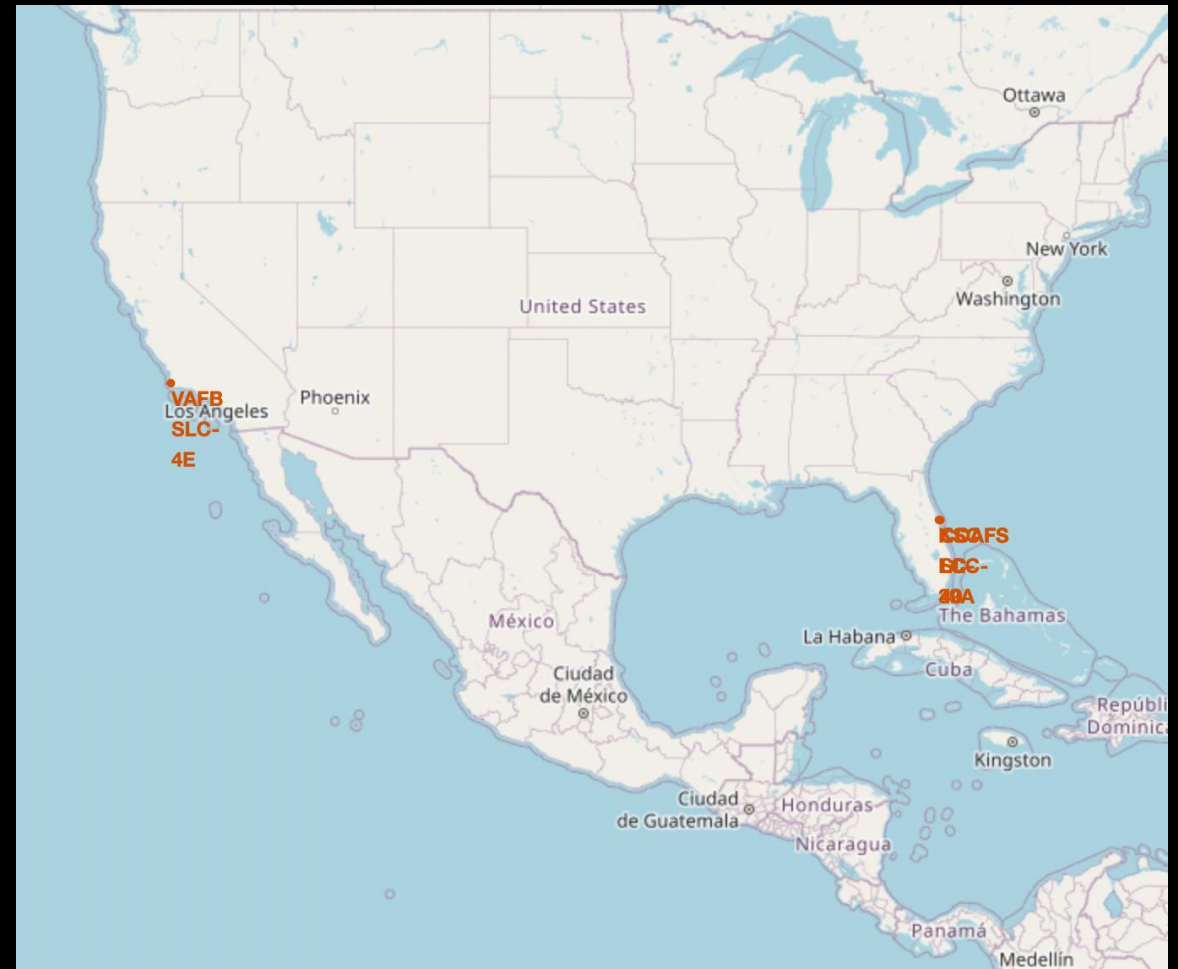 Ottawa
New York
Washington
United States
Phoenix
VAFB
Los Angeles
SLC-
4E
The Bahamas
México
La Habana
Cuba
Ciudad
de México
Repúbli
Dominica
Kingston
Ciudad
de Guatemala
Honduras
Nicaragua
Panamá
Medellín